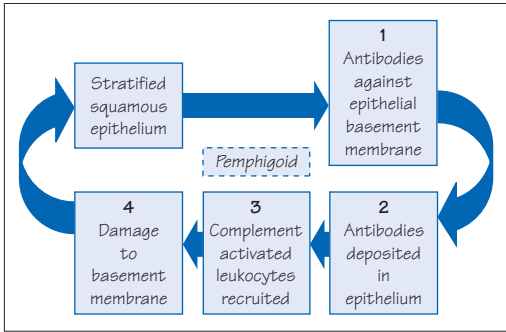 Stratified
squamous
epithelium
1
Antibodies
against
epithelial
basement
membrane
Pemphigoid
2
Antibodies
deposited
in
epithelium
3
Complement
activated
leukocytes
recruited
4
Damage
to
basement
membrane